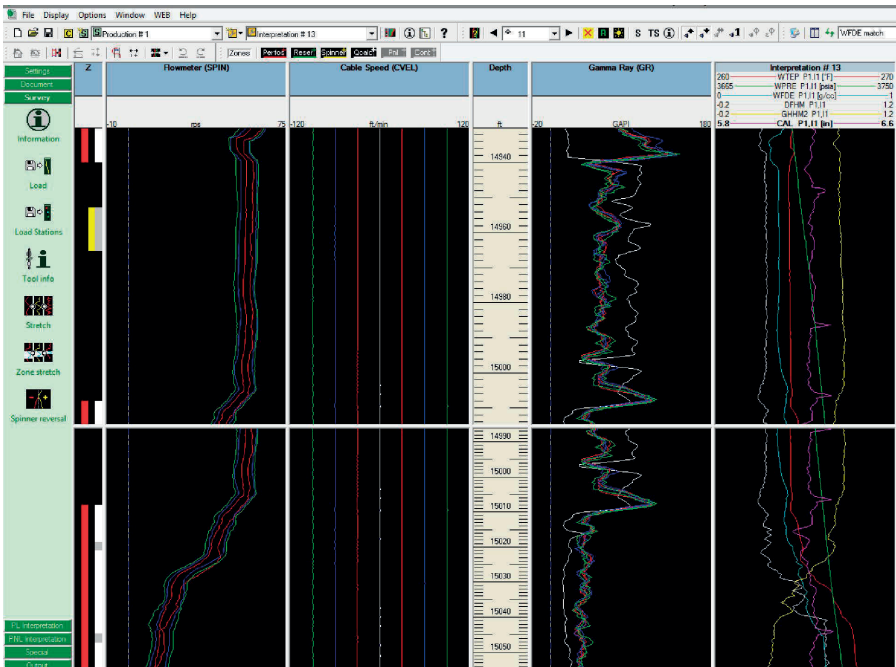 File Display Options Window WEB Help
Production # 1 Interpretation # 13 11 S TS WFDE match
Zones Perfos Reserv Spinner Qcalc
Settings
Document
Survey
Information
Load
Load Stations
Tool info
Stretch
Zone stretch
Spinner reversal
PL Interpretation
PNL Interpretation
Special
Output
Z
Flowmeter (SPIN)
-10 rps 75
Cable Speed (CVEL)
-120 ft/min 120
Depth
ft
Gamma Ray (GR)
-20 GAPI 180
Interpretation # 13
260 WTEP P1,I1 [°F] 270
3665 WPRE P1,I1 [psia] 3750
0 WFDE P1,I1 [g/cc] 1
-0.2 DFHM P1,I1 1.2
-0.2 GHHM2 P1,I1 1.2
5.8 CAL P1,I1 [in] 6.6
14940
14960
14980
15000
14990
15000
15010
15020
15030
15040
15050